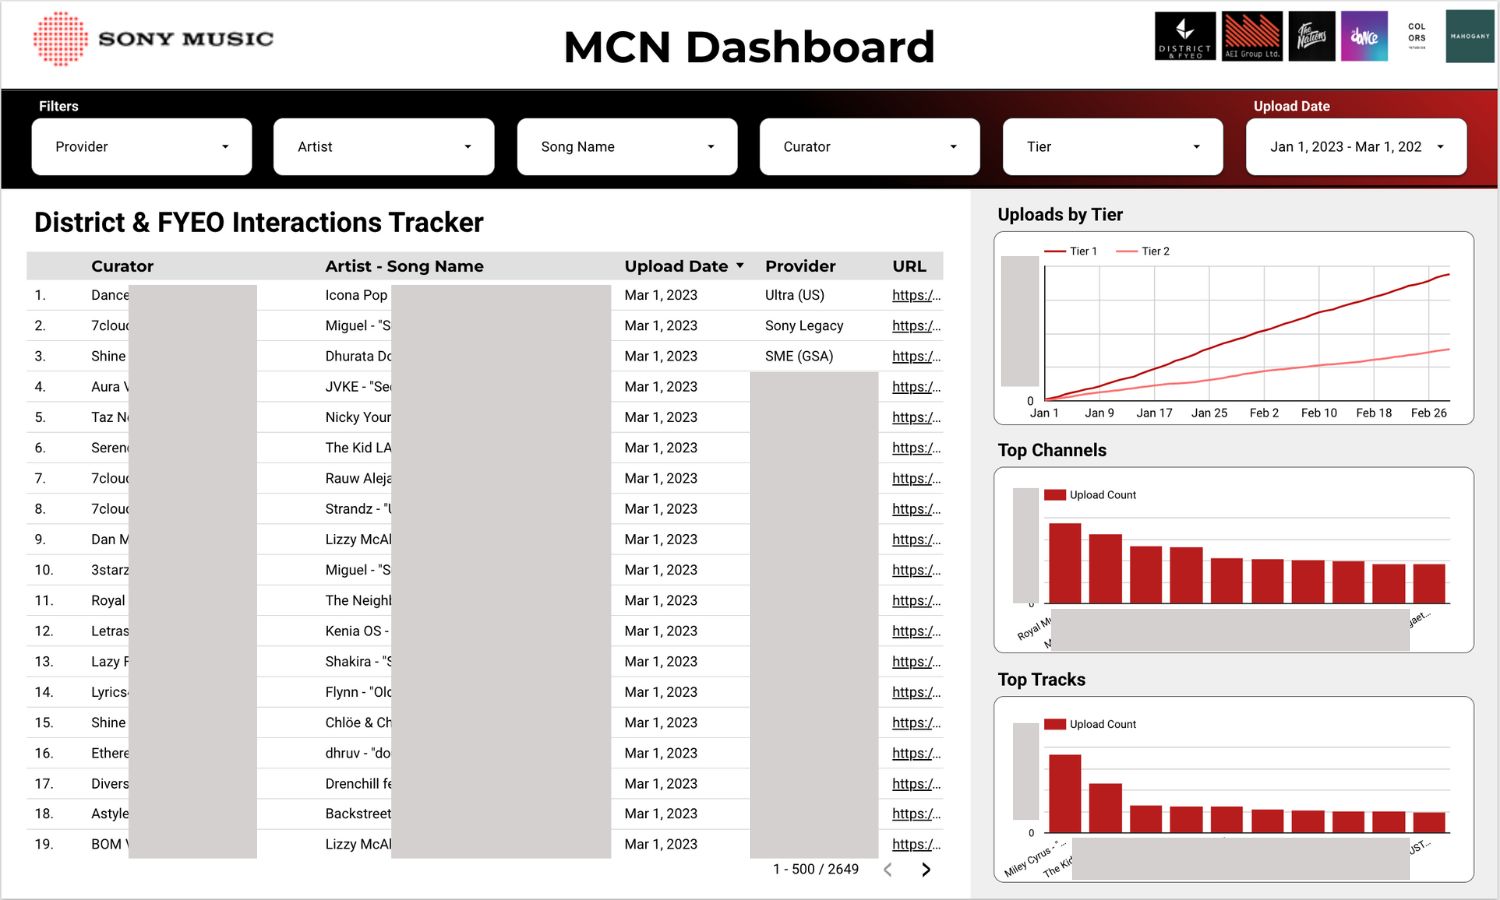 SONY MUSIC
MCN Dashboard
DISTRICT
& FYEO
AEI Group Ltd.
The Nations
dance
COL
ORS
MAHOGANY
Filters
Upload Date
Provider
Artist
Song Name
Curator
Tier
Jan 1, 2023 - Mar 1, 202
District & FYEO Interactions Tracker
Curator Artist - Song Name Upload Date Provider URL
1. Dance Icona Pop Mar 1, 2023 Ultra (US) https:/...
2. 7clou Miguel - "S Mar 1, 2023 Sony Legacy https:/...
3. Shine Dhurata Mar 1, 2023 SME (GSA) https:/...
4. Aura JVKE - "Se Mar 1, 2023 https:/...
5. Taz Nicky Your Mar 1, 2023 https:/...
6. Seren The Kid LA Mar 1, 2023 https:/...
7. 7clou Rauw Alej Mar 1, 2023 https:/...
8. 7clou Strandz - " Mar 1, 2023 https:/...
9. Dan Lizzy McAl Mar 1, 2023 https:/...
10. 3starz Miguel - "S Mar 1, 2023 https:/...
11. Royal The Neigh Mar 1, 2023 https:/...
12. Letras Kenia OS - Mar 1, 2023 https:/...
13. Lazy Shakira - " Mar 1, 2023 https:/...
14. Lyrics Flynn - "Old Mar 1, 2023 https:/...
15. Shine Chlöe & Ch Mar 1, 2023 https:/...
16. Ethere dhruv - "do Mar 1, 2023 https:/...
17. Divers Drenchill fe Mar 1, 2023 https:/...
18. Astyle Backstreet Mar 1, 2023 https:/...
19. BOM Lizzy McAl Mar 1, 2023 https:/...
1 - 500 / 2649
Uploads by Tier
Tier 1 Tier 2
0
Jan 1 Jan 9 Jan 17 Jan 25 Feb 2 Feb 10 Feb 18 Feb 26
Top Channels
Upload Count
0
Royal M
gaet...
Top Tracks
Upload Count
0
Miley Cyrus - "...
The Kid
UST...